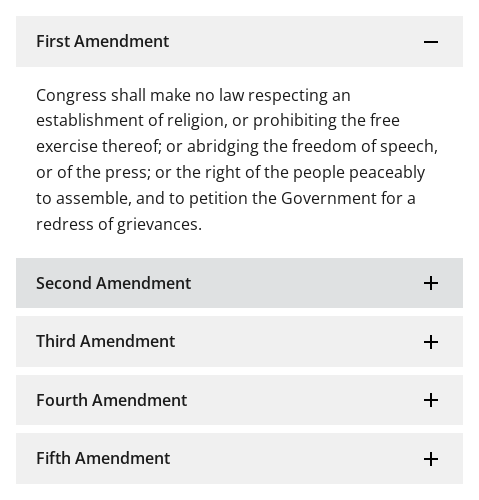 First Amendment
Congress shall make no law respecting an
establishment of religion, or prohibiting the free
exercise thereof; or abridging the freedom of speech,
or of the press; or the right of the people peaceably
to assemble, and to petition the Government for a
redress of grievances.
Second Amendment
Third Amendment
Fourth Amendment
Fifth Amendment